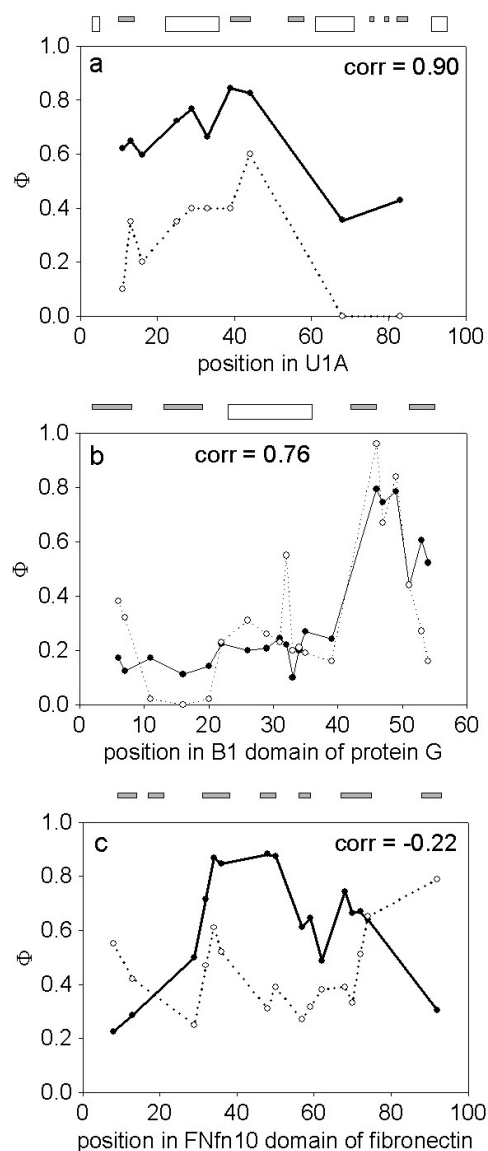 a
corr = 0.90
Φ
1.0
0.8
0.6
0.4
0.2
0.0
0 20 40 60 80 100
position in U1A
b
corr = 0.76
Φ
1.0
0.8
0.6
0.4
0.2
0.0
0 10 20 30 40 50 60
position in B1 domain of protein G
c
corr = -0.22
Φ
1.0
0.8
0.6
0.4
0.2
0.0
0 20 40 60 80 100
position in FNfn10 domain of fibronectin